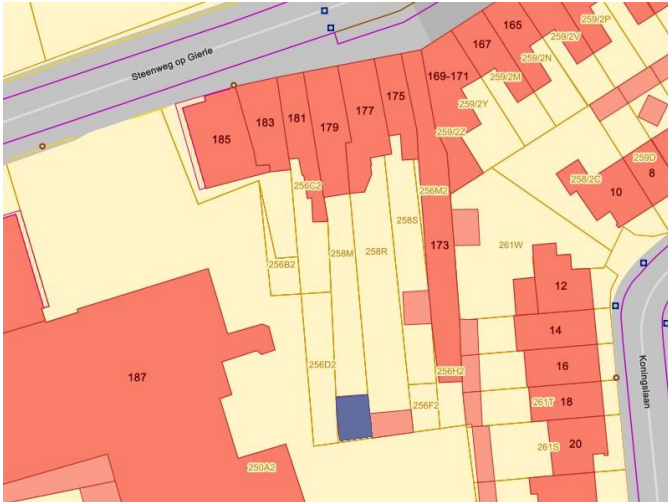 259/2P
165
259/2V
167
259/2N
Steenweg op Gierle
169-171
259/2M
175
177
181
183
179
185
259/2Y
259/2Z
259D
8
258/2C
10
256C2
256M2
258S
173
261W
258M
258R
256B2
12
14
Koningslaan
256D2
16
187
256H2
256F2
261T
18
20
261S
250A2